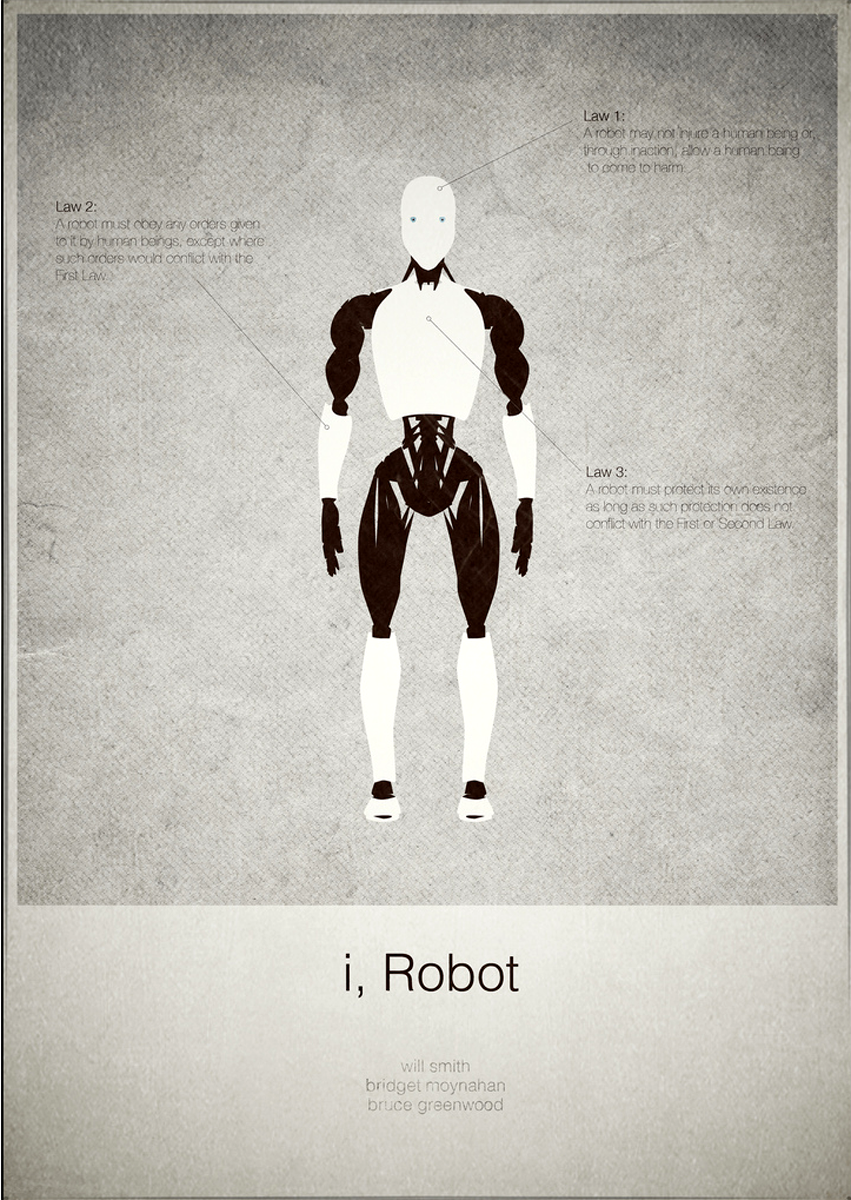 Law 1:
A robot may not injure a human being or,
through inaction, allow a human being
to come to harm.
Law 2:
A robot must obey any orders given
to it by human beings, except where
such orders would conflict with the
First Law.
Law 3:
A robot must protect its own existence
as long as such protection does not
conflict with the First or Second Law.
i, Robot
will smith
bridget moynahan
bruce greenwood